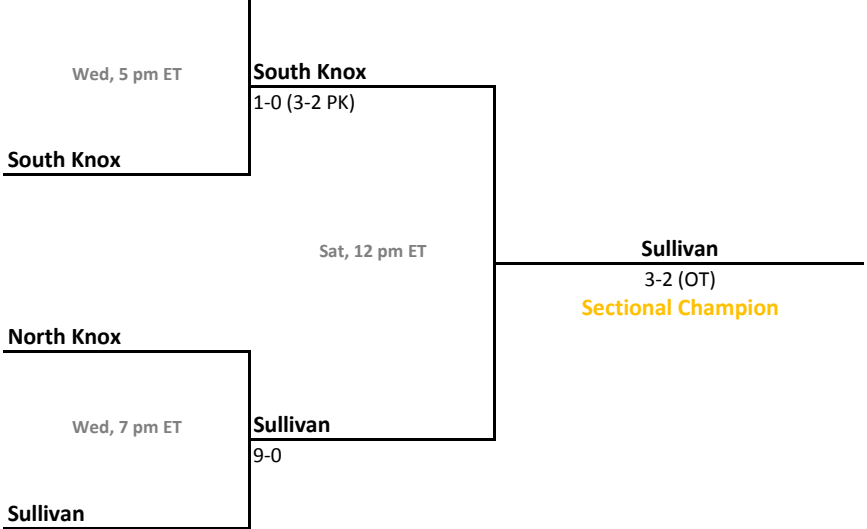 Wed, 5 pm ET
South Knox
1-0 (3-2 PK)
South Knox
Sat, 12 pm ET
Sullivan
3-2 (OT)
Sectional Champion
North Knox
Wed, 7 pm ET
Sullivan
9-0
Sullivan